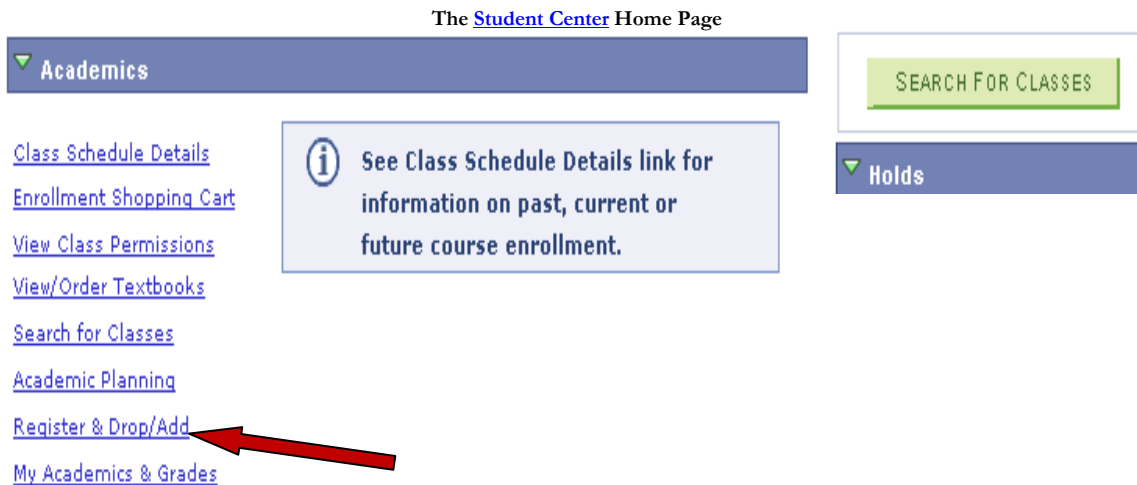 The Student Center Home Page
Academics
Class Schedule Details
Enrollment Shopping Cart
View Class Permissions
View/Order Textbooks
Search for Classes
Academic Planning
Register & Drop/Add
My Academics & Grades
See Class Schedule Details link for
information on past, current or
future course enrollment.
SEARCH FOR CLASSES
Holds